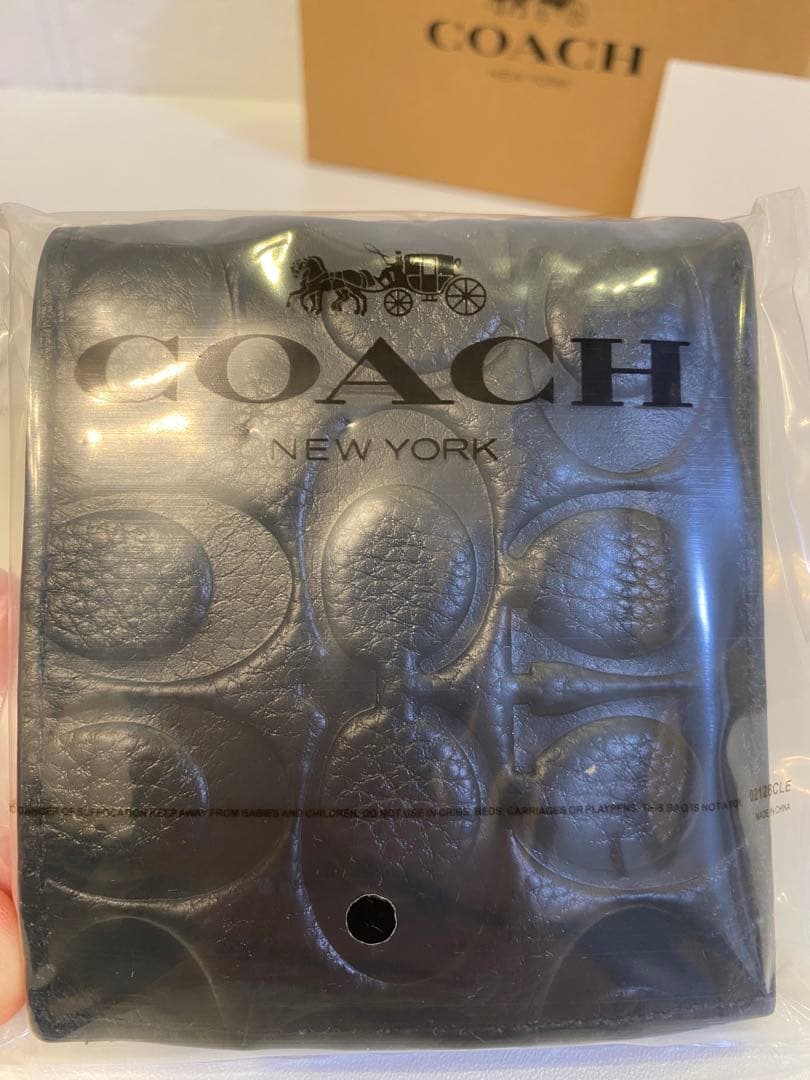 COACH
NEW YORK
COACH
NEW YORK
DANGER OF SUFFOCATION KEEP AWAY FROM BABIES AND CHILDREN. DO NOT USE IN CRIBS, BEDS, CARRIAGES OR PLAYPENS. THIS BAG IS NOT A
MADE IN CHINA